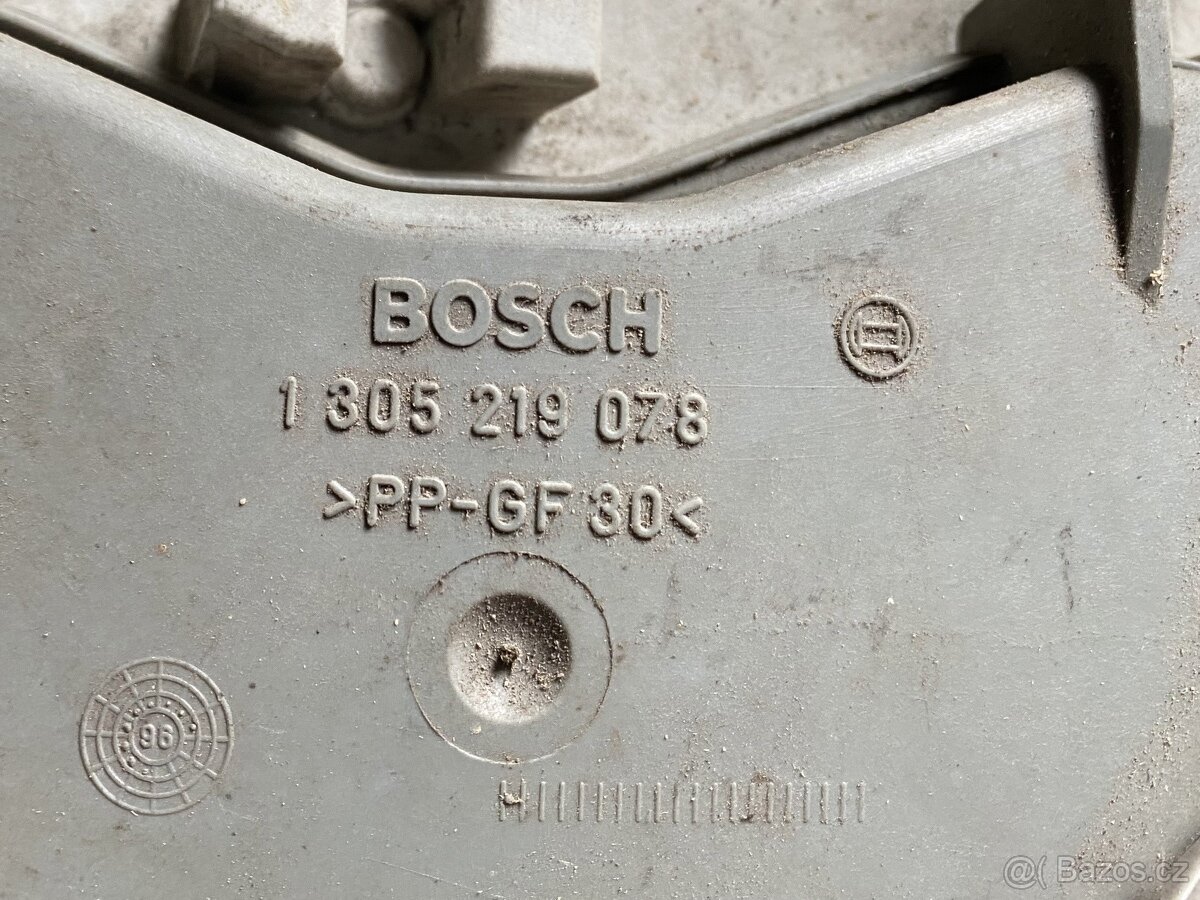 BOSCH
1 305 219 078
>PP-GF 30<
96
@( Bazos.cz